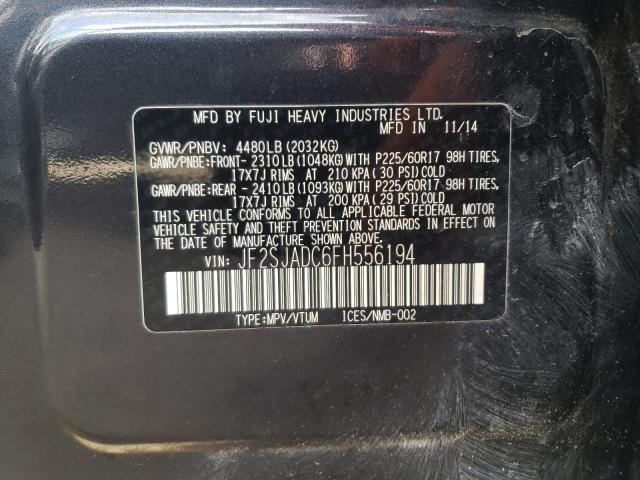 MFD BY FUJI HEAVY INDUSTRIES LTD.
MFD IN 11/14
GVWR/PNBV: 4480LB(2032KG)
GAWR/PNBE:FRONT-2310LB(1048KG)WITH P225/60R17 98H TIRES,
17X7J RIMS AT 210 KPA(30 PSI)COLD
GAWR/PNBE:REAR -2410LB(1093KG)WITH P225/60R17 98H TIRES,
17X7J RIMS AT 200 KPA(29 PSI)COLD
THIS VEHICLE CONFORMS TO ALL APPLICABLE FEDERAL MOTOR
VEHICLE SAFETY AND THEFT PREVENTION STANDARDS IN EFFECT ON
THE DATE OF MANUFACTURE SHOWN ABOVE.
VIN: JF2SJADC6FH556194
TYPE:MPV/VTUM ICES/NMB-002